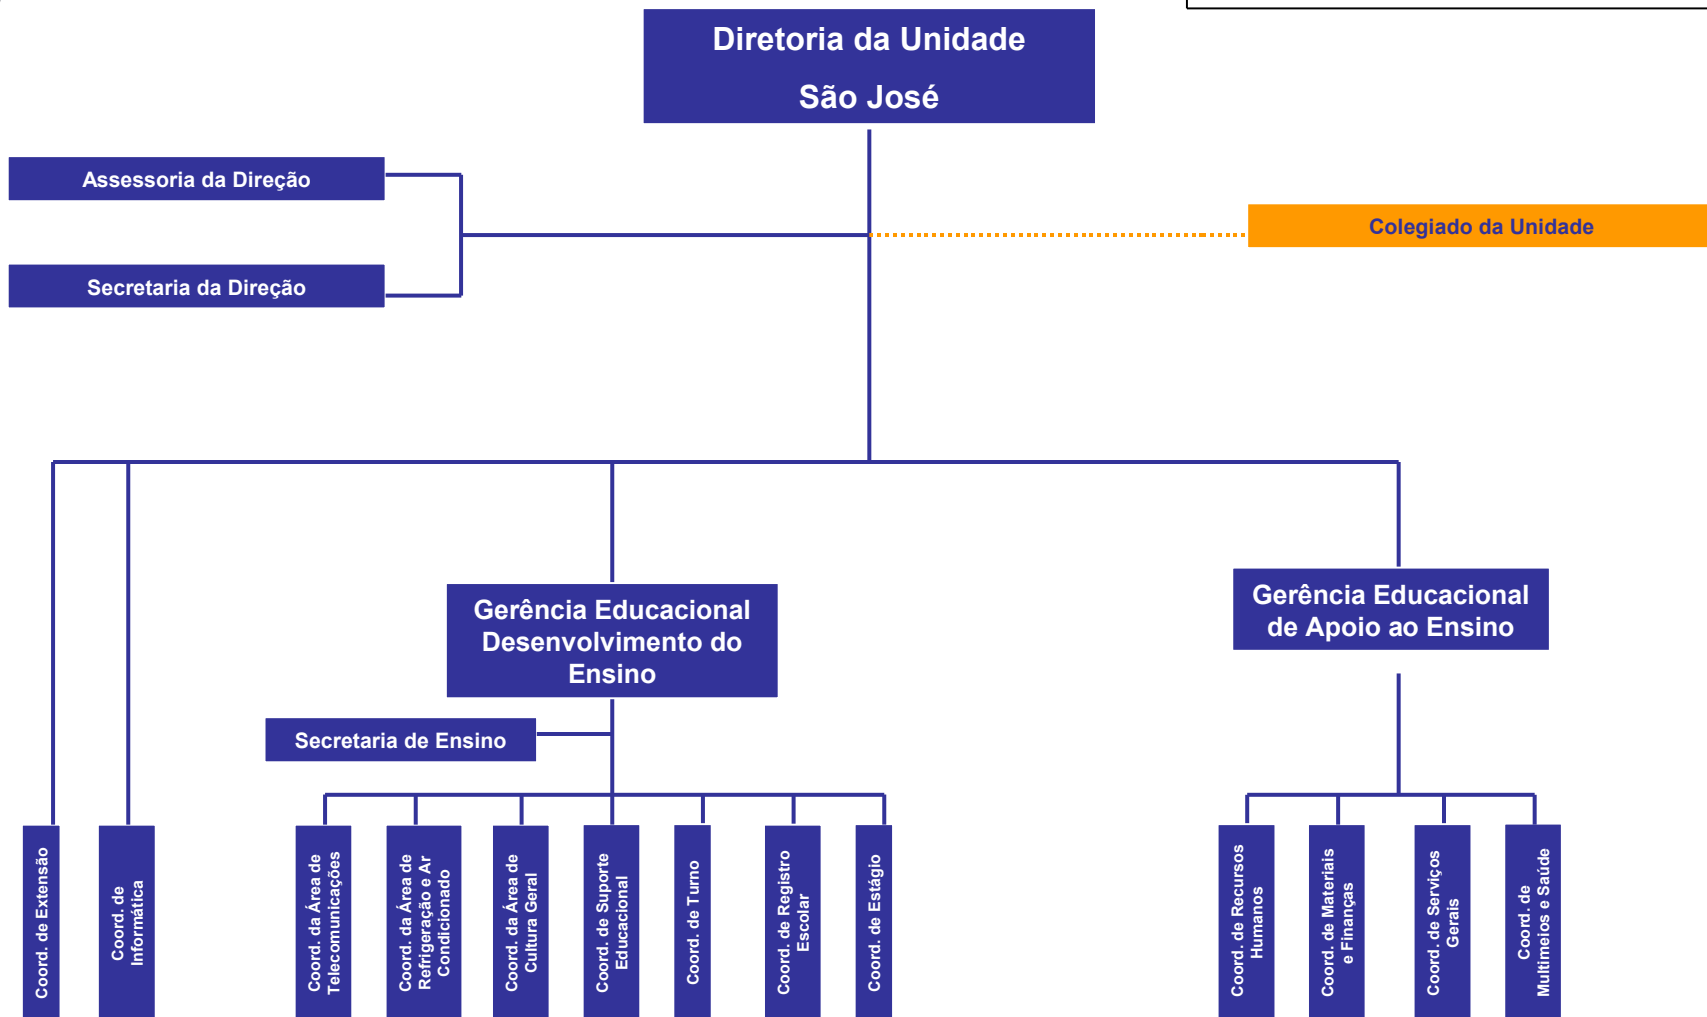 Diretoria da Unidade
São José
Assessoria da Direção
Colegiado da Unidade
Secretaria da Direção
Gerência Educacional
Desenvolvimento do
Ensino
Gerência Educacional
de Apoio ao Ensino
Secretaria de Ensino
Coord. de Extensão
Coord. de
Informática
Coord. da Área de
Telecomunicações
Coord. da Área de
Refrigeração e Ar
Condicionado
Coord. da Área de
Cultura Geral
Coord. de Suporte
Educacional
Coord. de Turno
Coord. de Registro
Escolar
Coord. de Estágio
Coord. de Recursos
Humanos
Coord. de Materiais
e Finanças
Coord. de Serviços
Gerais
Coord. de
Multimeios e Saúde